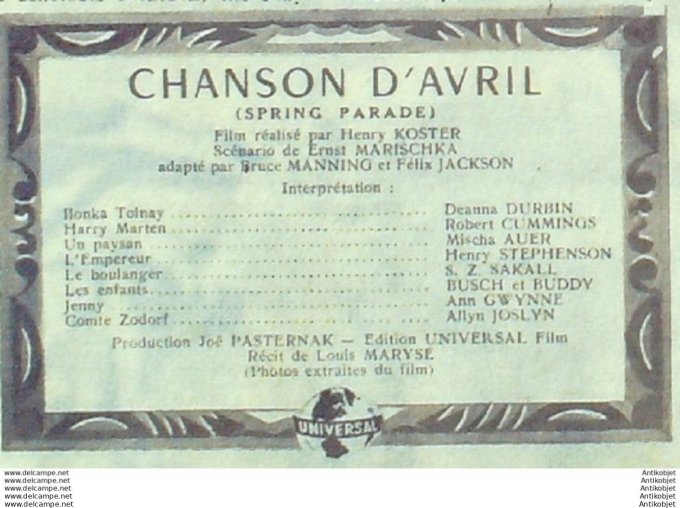 CHANSON D'AVRIL
(SPRING PARADE)
Film réalisé par Henry KOSTER
Scénario de Ernst MARISCHKA
adapté par Bruce MANNING et Félix JACKSON
Interprétation :
Ilonka Tolnay .............................. Deanna DURBIN
Harry Marten .............................. Robert CUMMINGS
Un paysan .............................. Mischa AUER
L'Empereur .............................. Henry STEPHENSON
Le boulanger .............................. S. Z. SAKALL
Les enfants .............................. BUSCH et BUDDY
Jenny .............................. Ann GWYNNE
Comte Zodorf .............................. Allyn JOSLYN
Production Joë PASTERNAK — Edition UNIVERSAL Film
Récit de Louis MARYSE
(Photos extraites du film)
UNIVERSAL
www.delcampe.net Antikobjet
www.delcampe.net Antikobjet
www.delcampe.net Antikobjet
www.delcampe.net Antikobjet